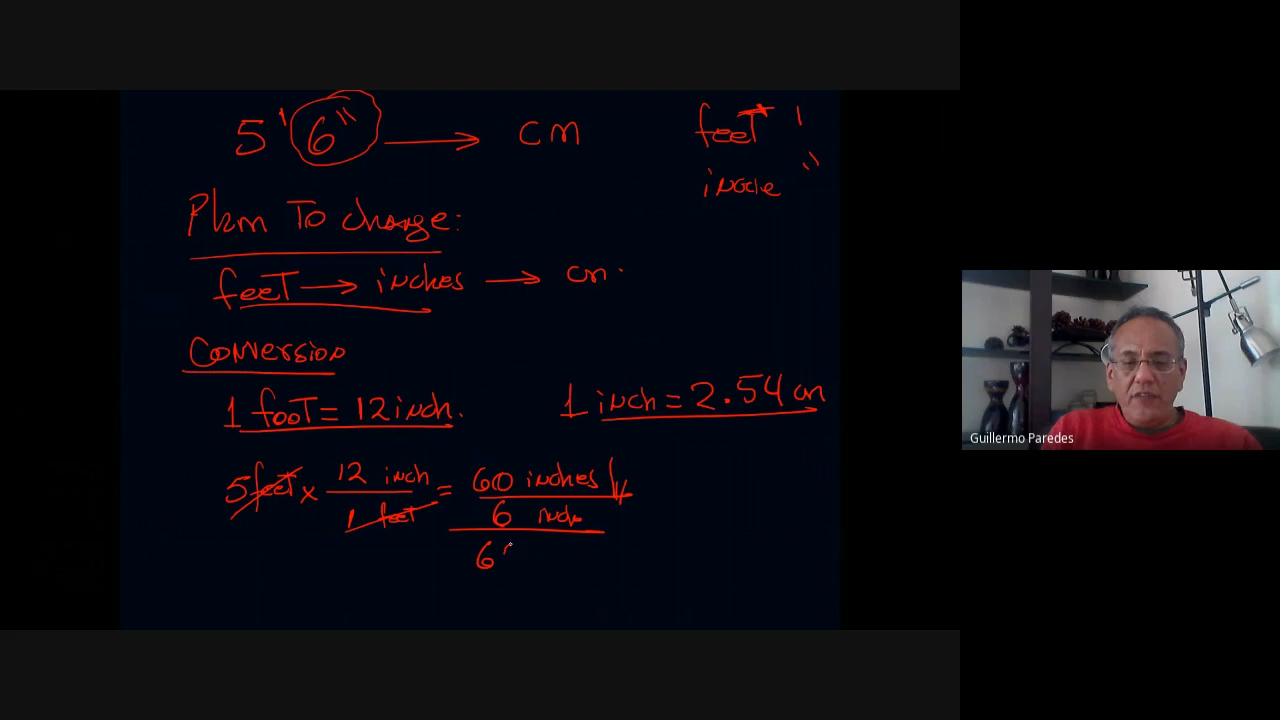 5' 6" → cm
feet '
inche "
Plan To change:
feeT → inches → cm.
Conversion
1 fooT = 12 inch.
1 inch = 2.54 cm
5 feet x 12 inch / 1 feet = 60 inches
6 inch
6
Guillermo Paredes